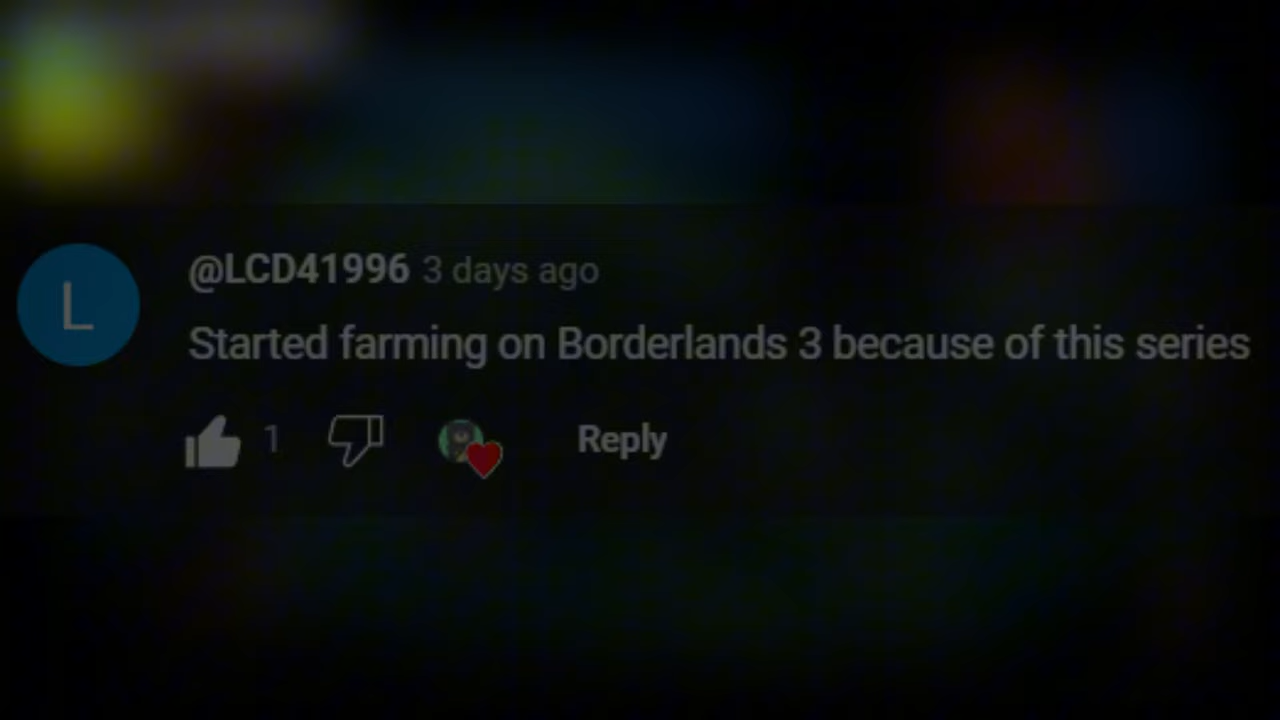 L
@LCD41996 3 days ago
Started farming on Borderlands 3 because of this series
1 Reply